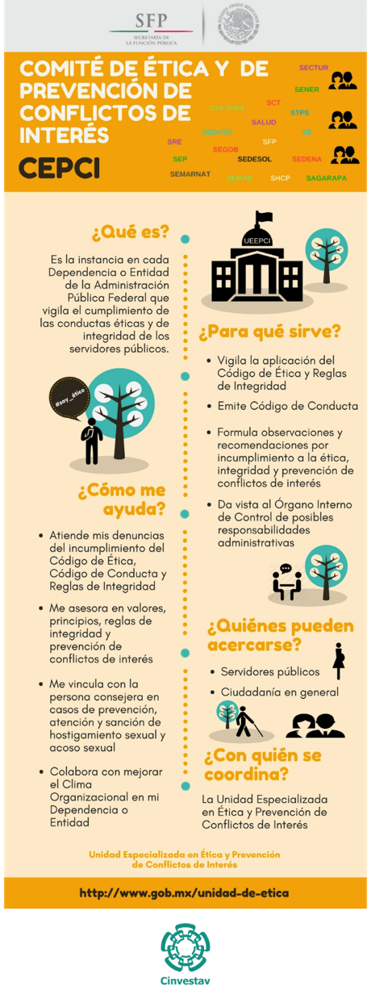 SFP
SECRETARÍA DE
LA FUNCIÓN PÚBLICA
ESTADOS UNIDOS MEXICANOS
COMITÉ DE ÉTICA Y DE
PREVENCIÓN DE
CONFLICTOS DE
INTERÉS
CEPCI
SECTUR
SENER
SCT
CULTURA
STPS
SALUD
SEDATU
SE
SRE
SFP
SEGOB
SEP
SEDESOL
SEDENA
SEMARNAT
SEMAR
SHCP
SAGARAPA
¿Qué es?
Es la instancia en cada
Dependencia o Entidad
de la Administración
Pública Federal que
vigila el cumplimiento de
las conductas éticas y de
integridad de los
servidores públicos.
UEEPCI
¿Para qué sirve?
• Vigila la aplicación del
Código de Ética y Reglas
de Integridad
• Emite Código de Conducta
• Formula observaciones y
recomendaciones por
incumplimiento a la ética,
integridad y prevención de
conflictos de interés
• Da vista al Órgano Interno
de Control de posibles
responsabilidades
administrativas
#soy_ético
¿Cómo me
ayuda?
• Atiende mis denuncias
del incumplimiento del
Código de Ética,
Código de Conducta y
Reglas de Integridad
• Me asesora en valores,
principios, reglas de
integridad y
prevención de
conflictos de interés
• Me vincula con la
persona consejera en
casos de prevención,
atención y sanción de
hostigamiento sexual y
acoso sexual
• Colabora con mejorar
el Clima
Organizacional en mi
Dependencia o
Entidad
¿Quiénes pueden
acercarse?
• Servidores públicos
• Ciudadanía en general
¿Con quién se
coordina?
La Unidad Especializada
en Ética y Prevención de
Conflictos de Interés
Unidad Especializada en Ética y Prevención
de Conflictos de Interés
http://www.gob.mx/unidad-de-etica
Cinvestav